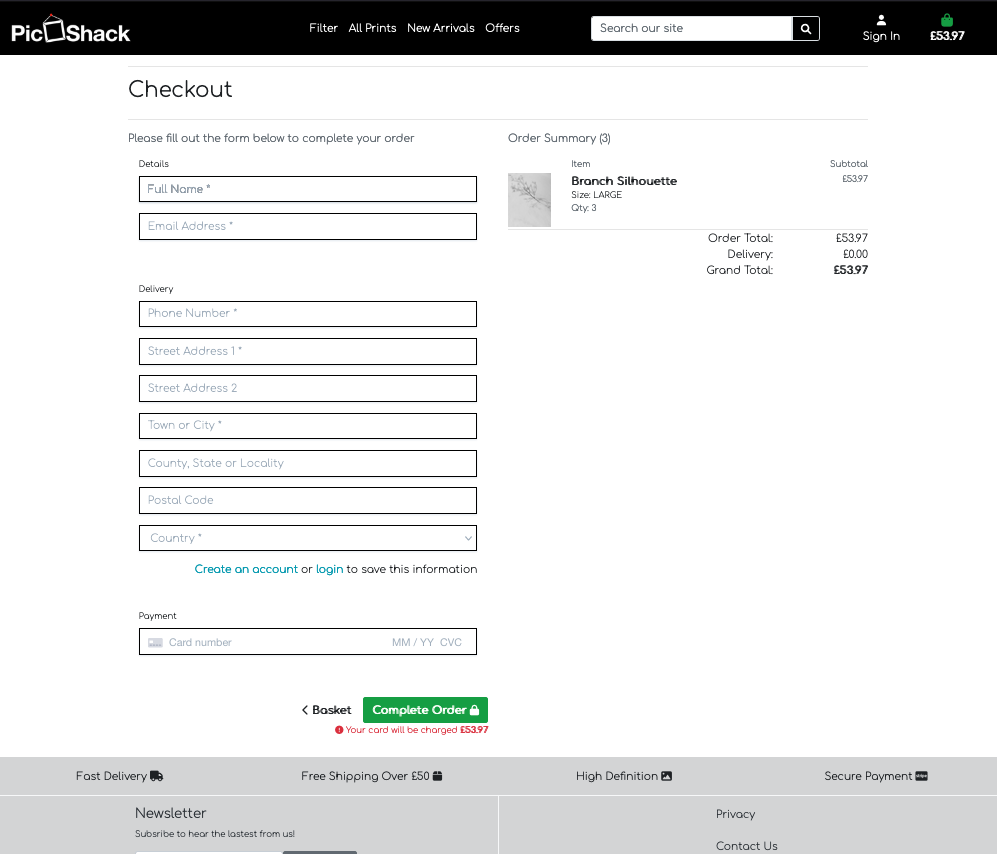 PicShack
Filter All Prints New Arrivals Offers
Search our site
Sign In
£53.97
Checkout
Please fill out the form below to complete your order
Details
Full Name *
Email Address *
Delivery
Phone Number *
Street Address 1 *
Street Address 2
Town or City *
County, State or Locality
Postal Code
Country *
Create an account or login to save this information
Payment
Card number MM / YY CVC
Basket
Complete Order
Your card will be charged £53.97
Order Summary (3)
Item Subtotal
Branch Silhouette £53.97
Size: LARGE
Qty: 3
Order Total: £53.97
Delivery: £0.00
Grand Total: £53.97
Fast Delivery
Free Shipping Over £50
High Definition
Secure Payment
Newsletter
Subsribe to hear the lastest from us!
Privacy
Contact Us